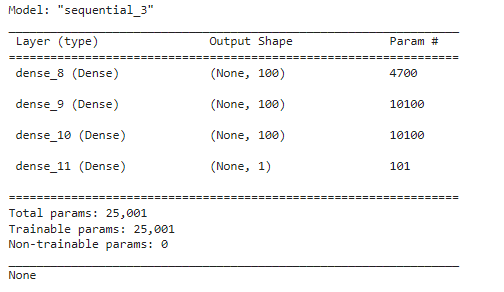 Model: "sequential_3"
_________________________________________________________________
Layer (type) Output Shape Param #
=================================================================
dense_8 (Dense) (None, 100) 4700
dense_9 (Dense) (None, 100) 10100
dense_10 (Dense) (None, 100) 10100
dense_11 (Dense) (None, 1) 101
=================================================================
Total params: 25,001
Trainable params: 25,001
Non-trainable params: 0
_________________________________________________________________
None